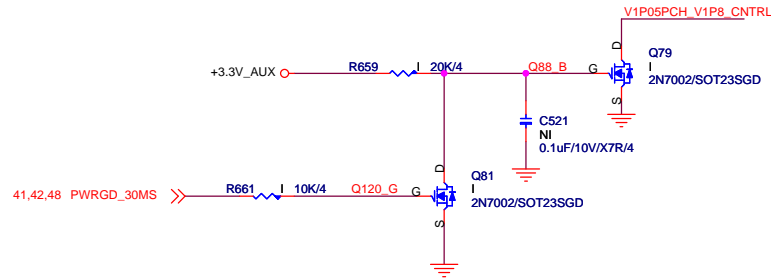 V1P05PCH_V1P8_CNTRL
D
Q79
+3.3V_AUX
R659
I
20K/4
Q88_B
G
I
2N7002/SOT23SGD
S
C521
NI
0.1uF/10V/X7R/4
D
Q81
41,42,48 PWRGD_30MS
R661
I
10K/4
Q120_G
G
I
2N7002/SOT23SGD
S